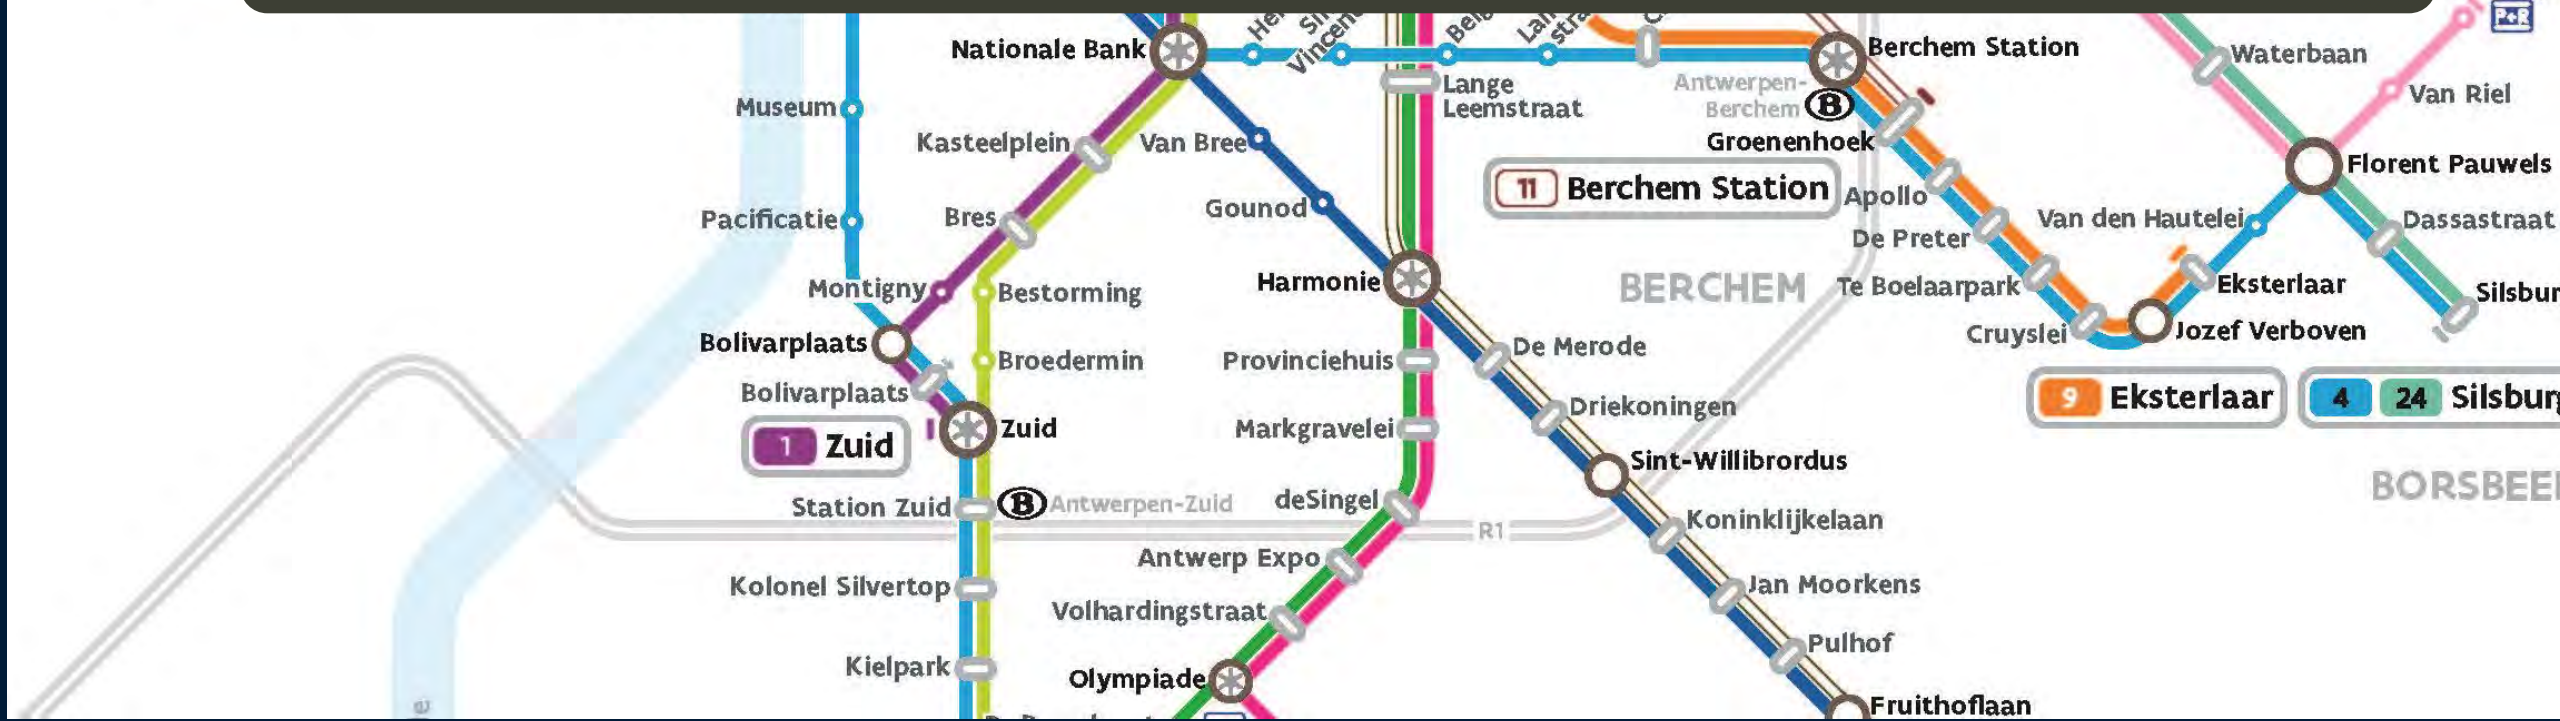 Nationale Bank
Vincent
Lange
Leemstraat
Berchem Station
Antwerpen-
Berchem
B
Groenenhoek
11 Berchem Station
Apollo
De Preter
Te Boelaarpark
Cruyslei
Waterbaan
P+R
Van Riel
Florent Pauwels
Van den Hautelei
Dassastraat
Eksterlaar
Jozef Verboven
9 Eksterlaar
4 24
BERCHEM
Museum
Kasteelplein
Van Bree
Pacificatie
Bres
Gounod
Montigny
Bestorming
Harmonie
Bolivarplaats
Broedermin
Provinciehuis
De Merode
Bolivarplaats
Driekoningen
1 Zuid
Zuid
Markgravelei
Sint-Willibrordus
Station Zuid
B Antwerpen-Zuid
deSingel
R1
Koninklijkelaan
Antwerp Expo
Kolonel Silvertop
Volhardingstraat
Jan Moorkens
Kielpark
Olympiade
Pulhof
Fruithoflaan